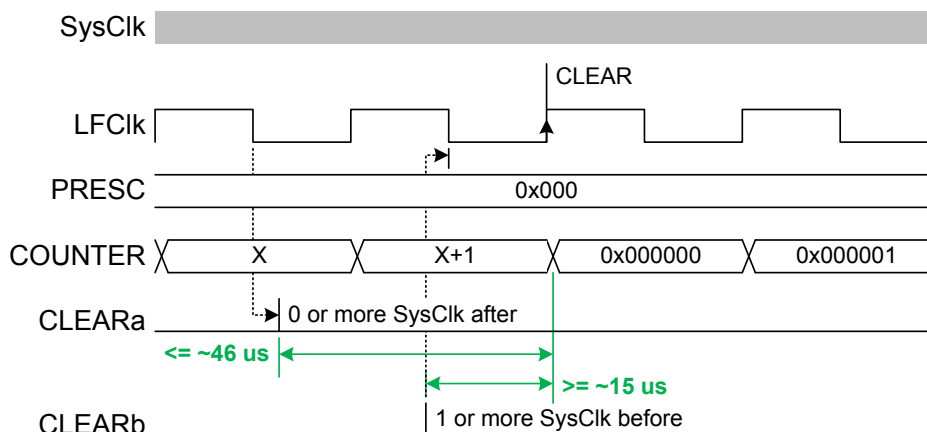 SysClk
CLEAR
LFClk
PRESC
0x000
COUNTER
X
X+1
0x000000
0x000001
CLEARa
0 or more SysClk after
<= ~46 us
>= ~15 us
CLEARb
1 or more SysClk before